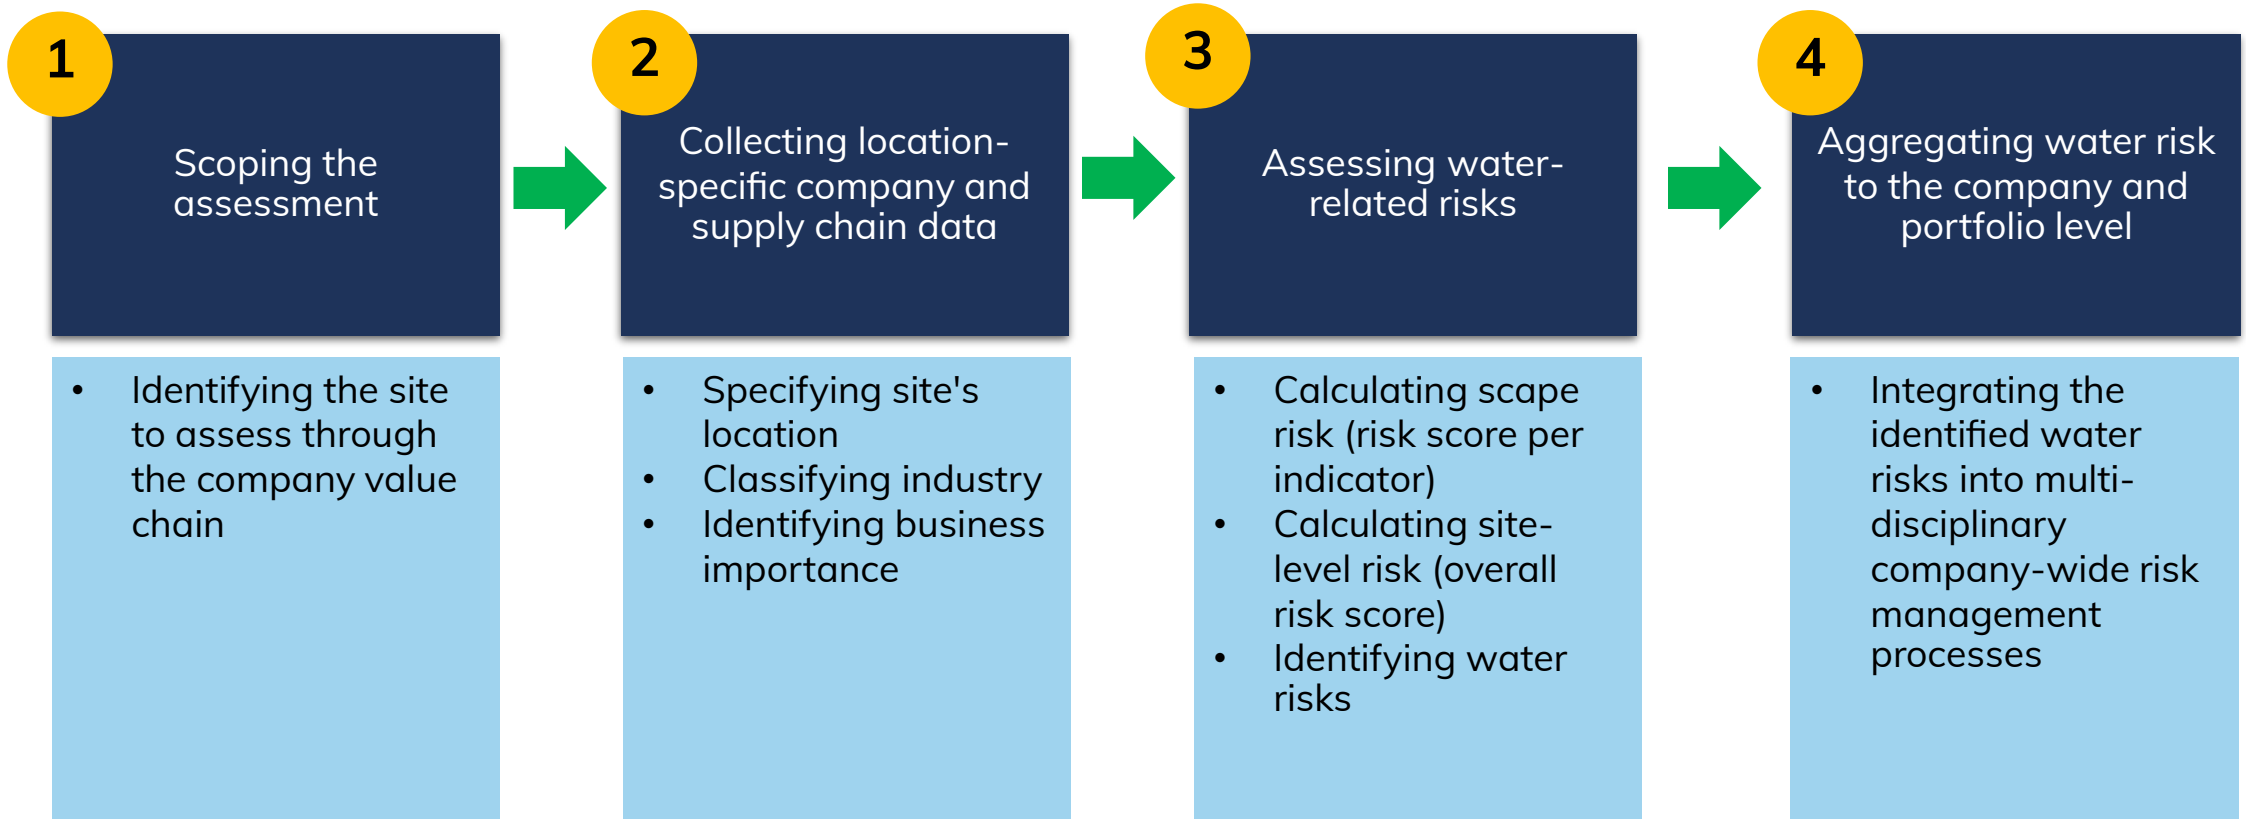 1
Scoping the
assessment
2
Collecting location-
specific company and
supply chain data
3
Assessing water-
related risks
4
Aggregating water risk
to the company and
portfolio level
• Identifying the site
to assess through
the company value
chain
• Specifying site's
location
• Classifying industry
• Identifying business
importance
• Calculating scape
risk (risk score per
indicator)
• Calculating site-
level risk (overall
risk score)
• Identifying water
risks
• Integrating the
identified water
risks into multi-
disciplinary
company-wide risk
management
processes